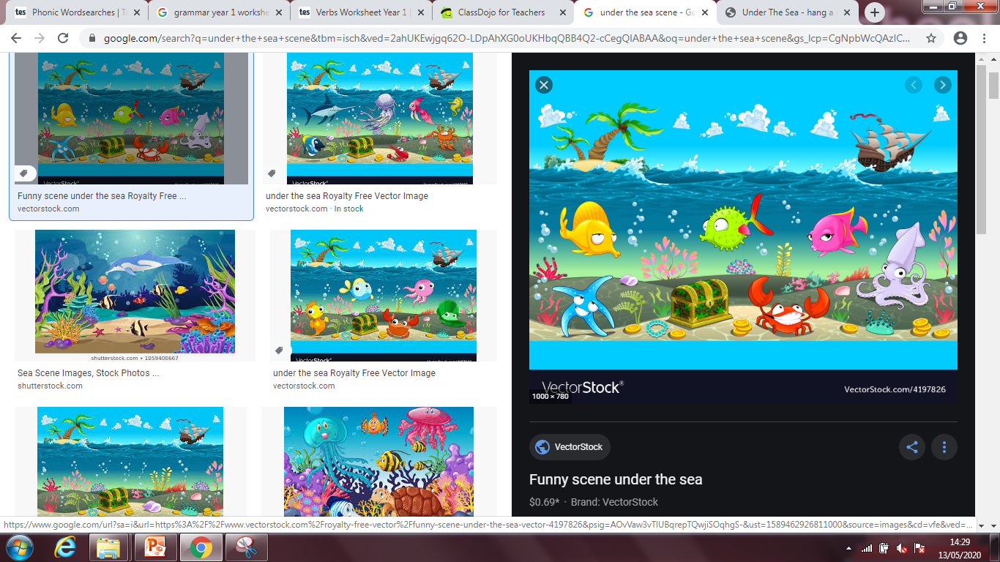 tes Phonic Wordsearches | T
grammar year 1 workshe
tes Verbs Worksheet Year 1 |
ClassDojo for Teachers
under the sea scene - Go
Under The Sea - hang a
google.com/search?q=under+the+sea+scene&tbm=isch&ved=2ahUKEwjgq62O-LDpAhXG0oUKHbqQBB4Q2-cCegQIABAA&oq=under+the+sea+scene&gs_lcp=CgNpbWcQAzIC...
VectorStock
Funny scene under the sea Royalty Free ...
vectorstock.com
VectorStock
under the sea Royalty Free Vector Image
vectorstock.com · In stock
shutterstock.com • 1059400667
Sea Scene Images, Stock Photos ...
shutterstock.com
VectorStock
under the sea Royalty Free Vector Image
vectorstock.com
VectorStock®
VectorStock.com/4197826
1000 × 780
VectorStock
Funny scene under the sea
$0.69* · Brand: VectorStock
https://www.google.com/url?sa=i&url=https%3A%2F%2Fwww.vectorstock.com%2Froyalty-free-vector%2Ffunny-scene-under-the-sea-vector-4197826&psig=AOvVaw3vTlUBqrepTQwjiSOqhgS-&ust=1589462926811000&source=images&cd=vfe&ved=...
14:29
13/05/2020